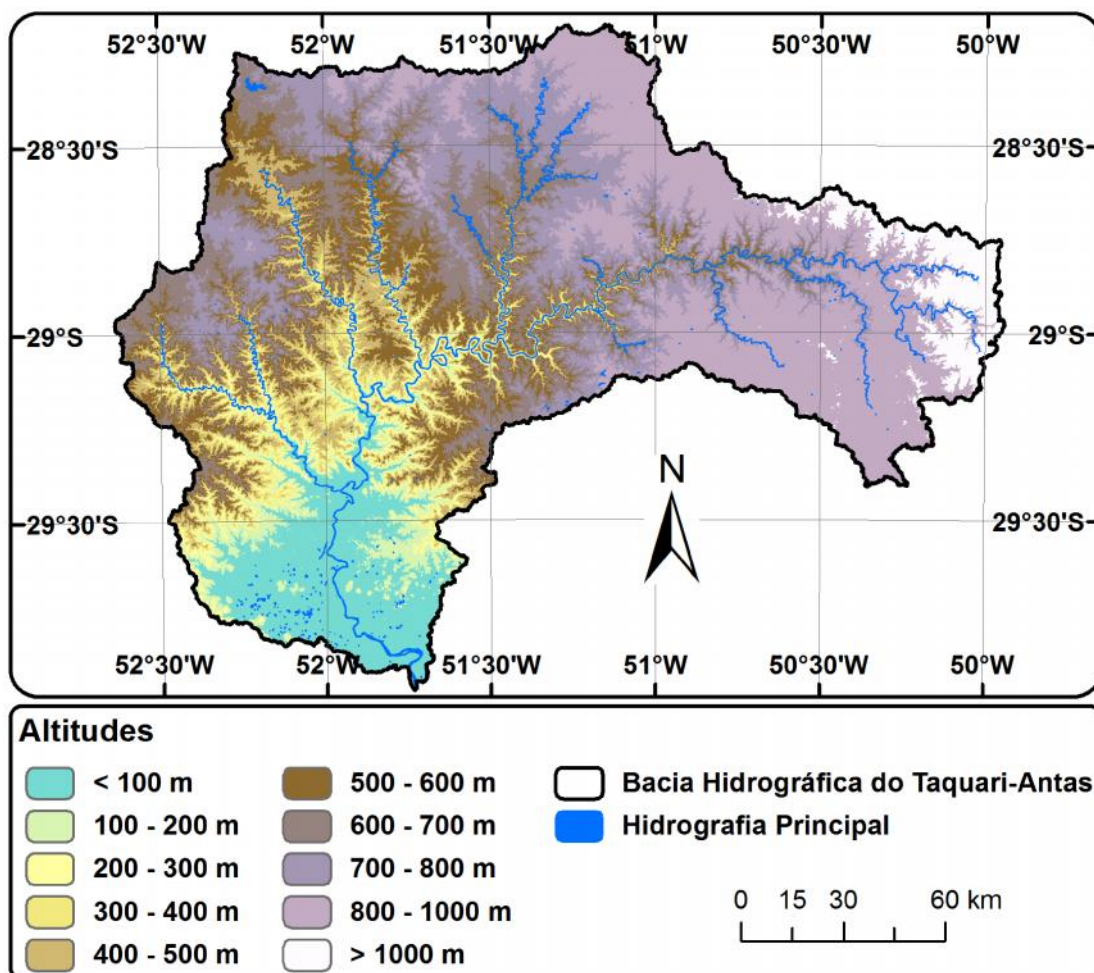 52°30'W 52°W 51°30'W 51°W 50°30'W 50°W
28°30'S 28°30'S
29°S 29°S
N
29°30'S 29°30'S
52°30'W 52°W 51°30'W 51°W 50°30'W 50°W
Altitudes
< 100 m
100 - 200 m
200 - 300 m
300 - 400 m
400 - 500 m
500 - 600 m
600 - 700 m
700 - 800 m
800 - 1000 m
> 1000 m
Bacia Hidrográfica do Taquari-Antas
Hidrografia Principal
0 15 30 60 km